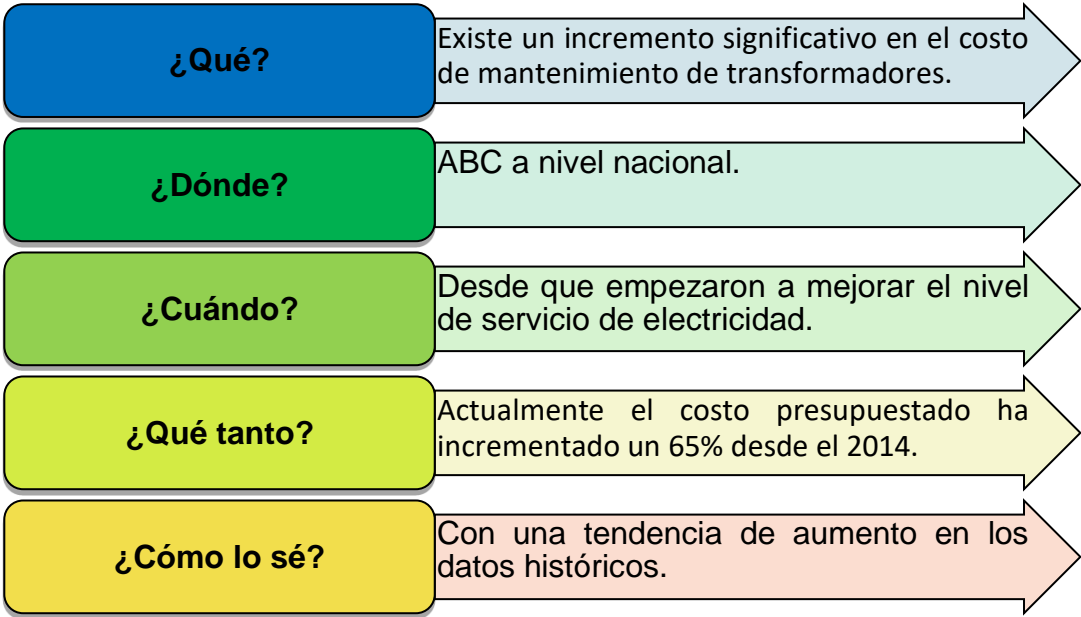 ¿Qué?
Existe un incremento significativo en el costo
de mantenimiento de transformadores.
¿Dónde?
ABC a nivel nacional.
¿Cuándo?
Desde que empezaron a mejorar el nivel
de servicio de electricidad.
¿Qué tanto?
Actualmente el costo presupuestado ha
incrementado un 65% desde el 2014.
¿Cómo lo sé?
Con una tendencia de aumento en los
datos históricos.